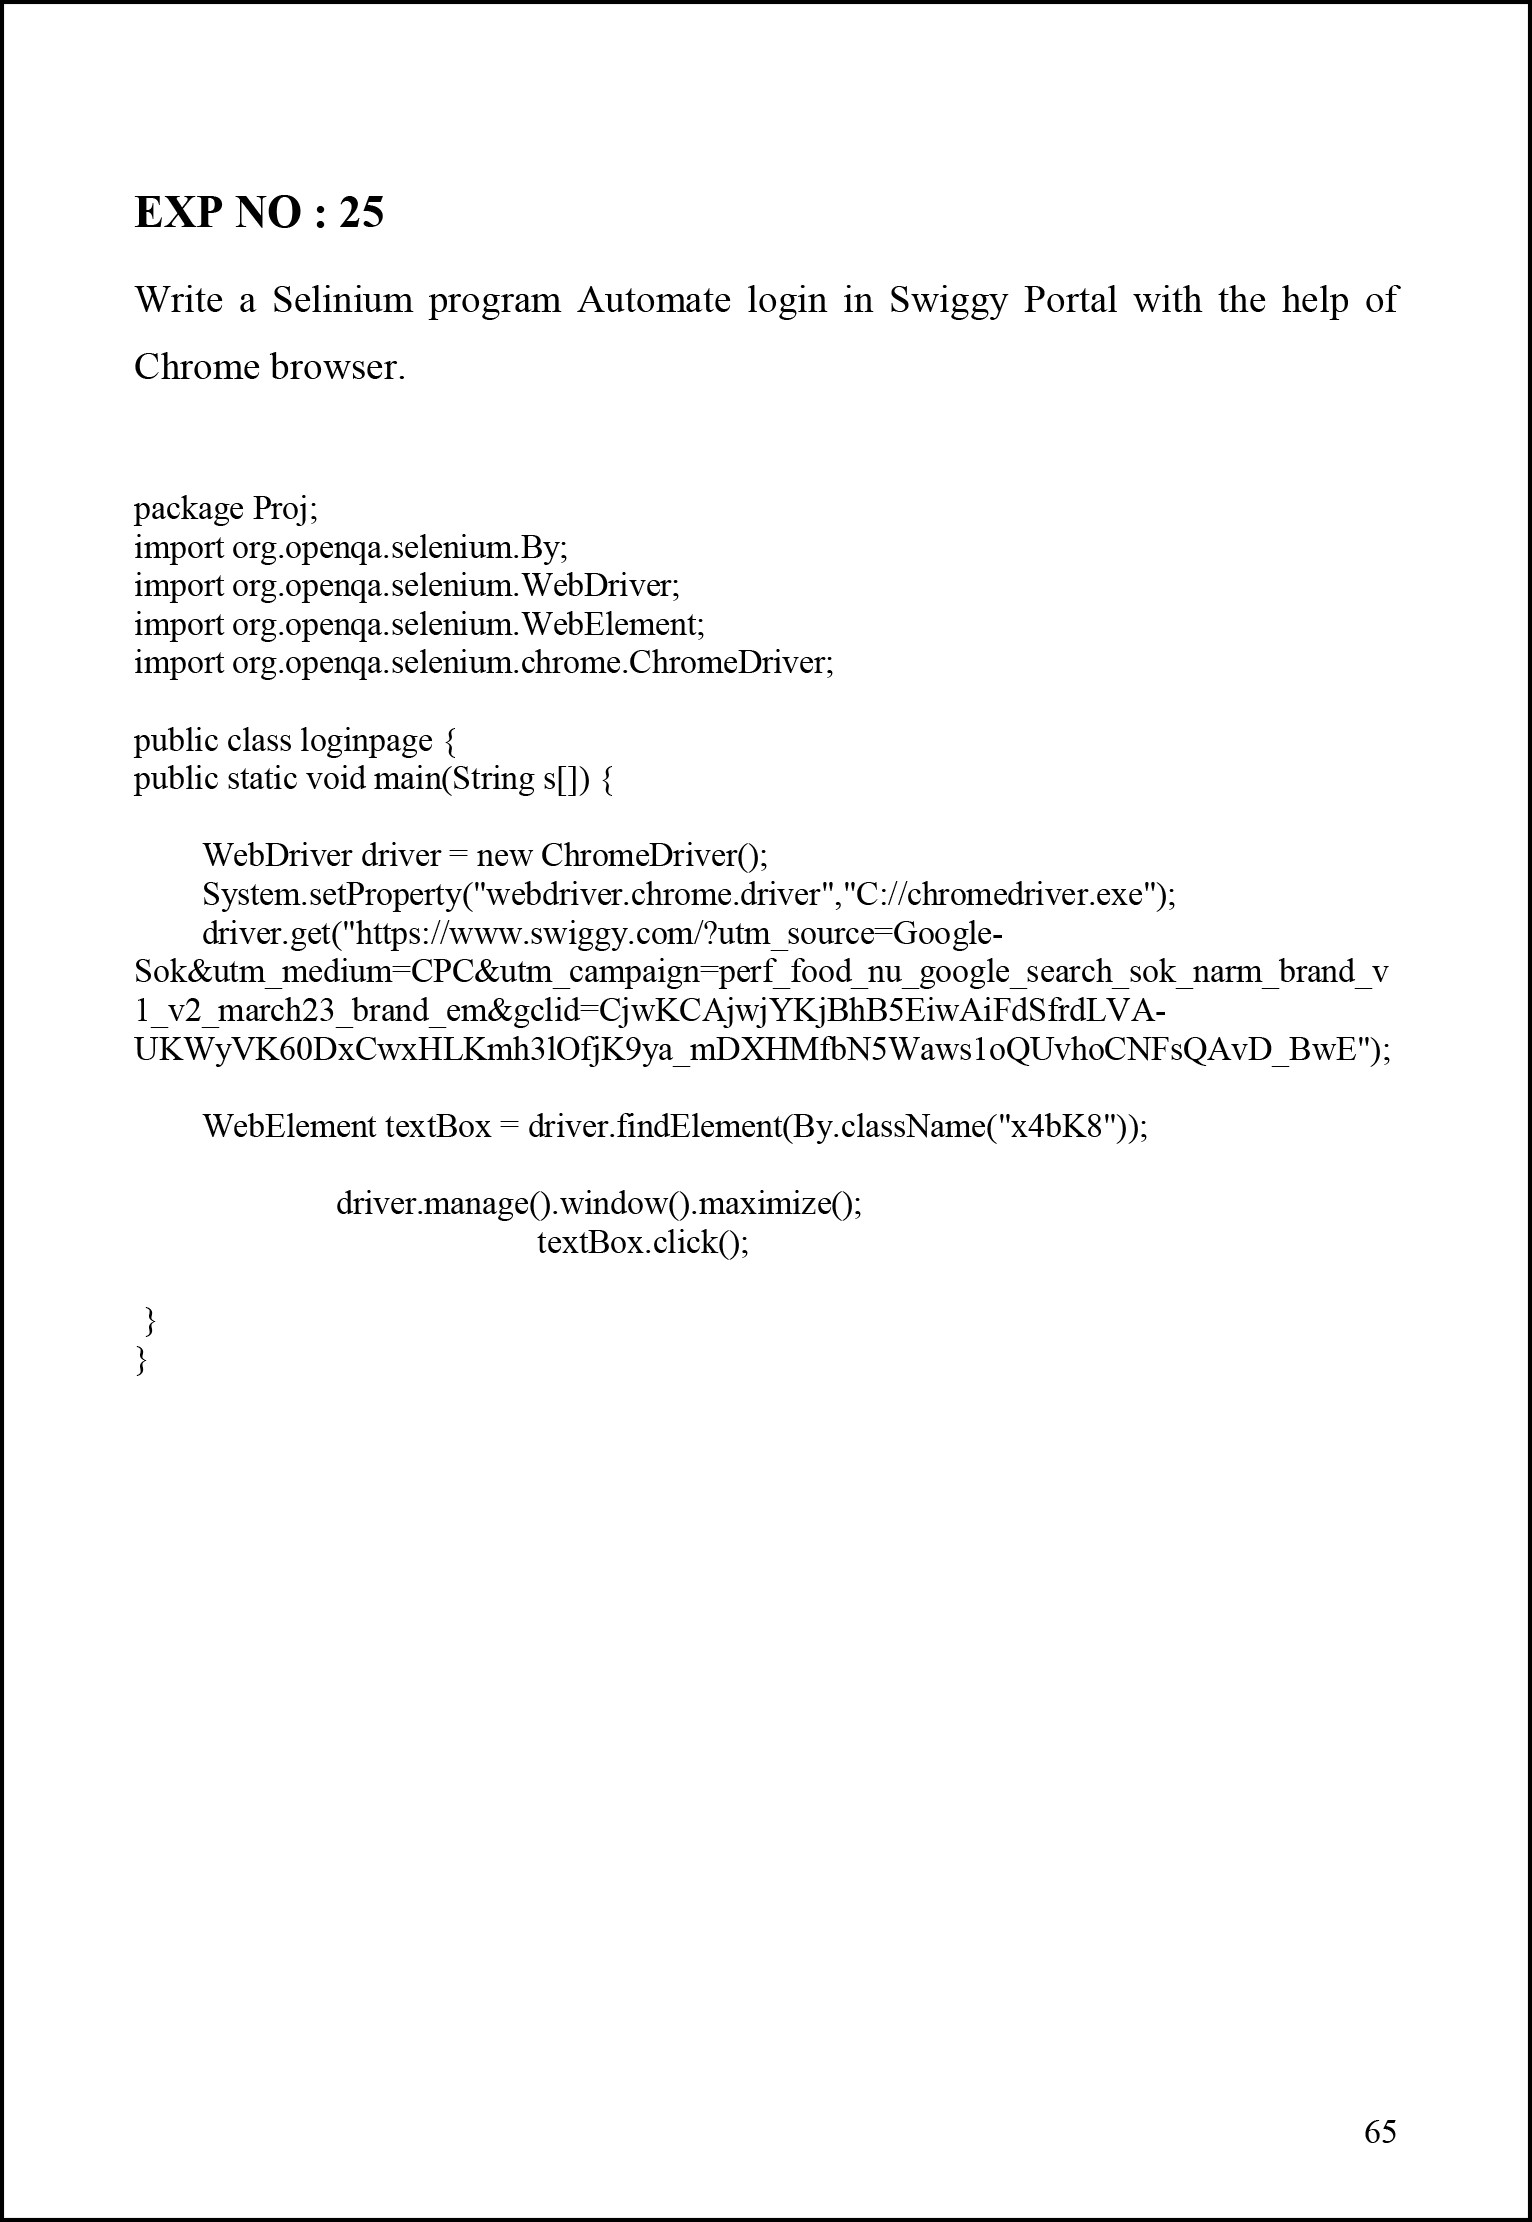 EXP NO : 25
Write a Selinium program Automate login in Swiggy Portal with the help of
Chrome browser.
package Proj;
import org.openqa.selenium.By;
import org.openqa.selenium.WebDriver;
import org.openqa.selenium.WebElement;
import org.openqa.selenium.chrome.ChromeDriver;
public class loginpage {
public static void main(String s[]) {
WebDriver driver = new ChromeDriver();
System.setProperty("webdriver.chrome.driver","C://chromedriver.exe");
driver.get("https://www.swiggy.com/?utm_source=Google-
Sok&utm_medium=CPC&utm_campaign=perf_food_nu_google_search_sok_narm_brand_v
1_v2_march23_brand_em&gclid=CjwKCAjwjYKjBhB5EiwAiFdSfrdLVA-
UKWyVK60DxCwxHLKmh3lOfjK9ya_mDXHMfbN5Waws1oQUvhoCNFsQAvD_BwE");
WebElement textBox = driver.findElement(By.className("x4bK8"));
driver.manage().window().maximize();
textBox.click();
}
}
65